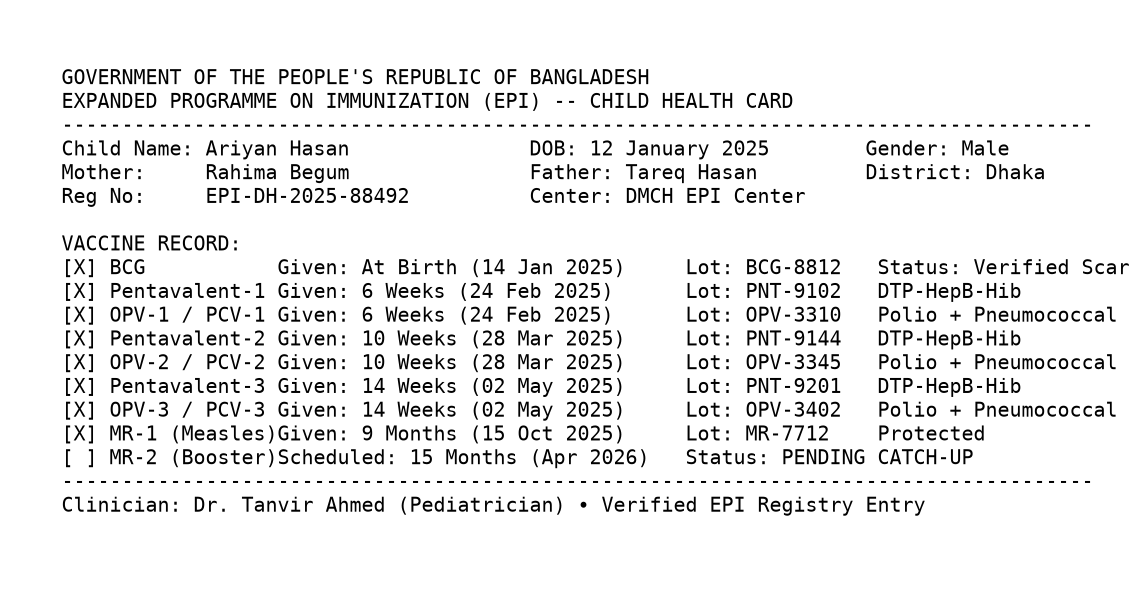 GOVERNMENT OF THE PEOPLE'S REPUBLIC OF BANGLADESH
EXPANDED PROGRAMME ON IMMUNIZATION (EPI) -- CHILD HEALTH CARD
--------------------------------------------------------------------------------------
Child Name: Ariyan Hasan               DOB: 12 January 2025        Gender: Male
Mother:     Rahima Begum               Father: Tareq Hasan         District: Dhaka
Reg No:     EPI-DH-2025-88492          Center: DMCH EPI Center

VACCINE RECORD:
[X] BCG           Given: At Birth (14 Jan 2025)     Lot: BCG-8812   Status: Verified Scar
[X] Pentavalent-1 Given: 6 Weeks (24 Feb 2025)      Lot: PNT-9102   DTP-HepB-Hib
[X] OPV-1 / PCV-1 Given: 6 Weeks (24 Feb 2025)      Lot: OPV-3310   Polio + Pneumococcal
[X] Pentavalent-2 Given: 10 Weeks (28 Mar 2025)     Lot: PNT-9144   DTP-HepB-Hib
[X] OPV-2 / PCV-2 Given: 10 Weeks (28 Mar 2025)     Lot: OPV-3345   Polio + Pneumococcal
[X] Pentavalent-3 Given: 14 Weeks (02 May 2025)     Lot: PNT-9201   DTP-HepB-Hib
[X] OPV-3 / PCV-3 Given: 14 Weeks (02 May 2025)     Lot: OPV-3402   Polio + Pneumococcal
[X] MR-1 (Measles)Given: 9 Months (15 Oct 2025)     Lot: MR-7712    Protected
[ ] MR-2 (Booster)Scheduled: 15 Months (Apr 2026)   Status: PENDING CATCH-UP
--------------------------------------------------------------------------------------
Clinician: Dr. Tanvir Ahmed (Pediatrician) • Verified EPI Registry Entry